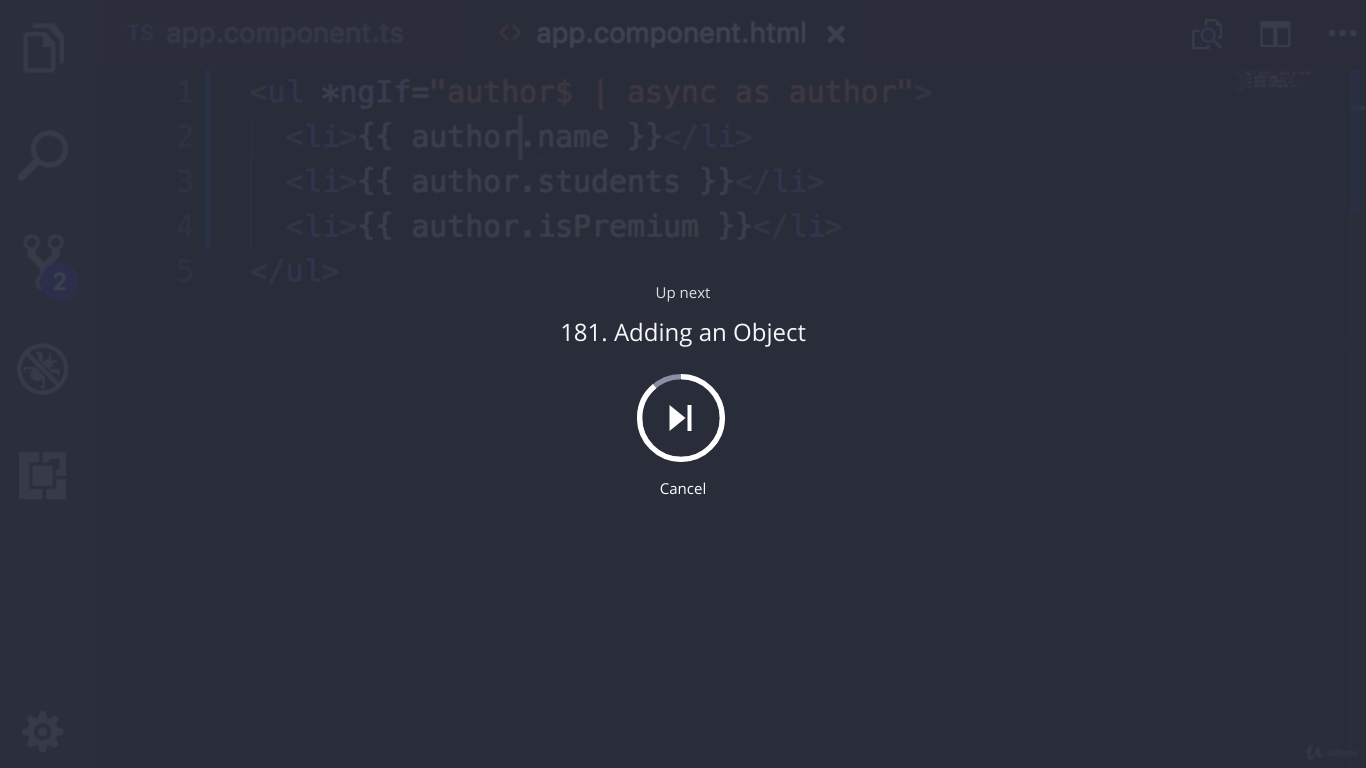 TS app.component.ts <> app.component.html
1 <ul *ngIf="author$ | async as author">
2 <li>{{ author.name }}</li>
3 <li>{{ author.students }}</li>
4 <li>{{ author.isPremium }}</li>
5 </ul>
2
Up next
181. Adding an Object
Cancel
Udemy